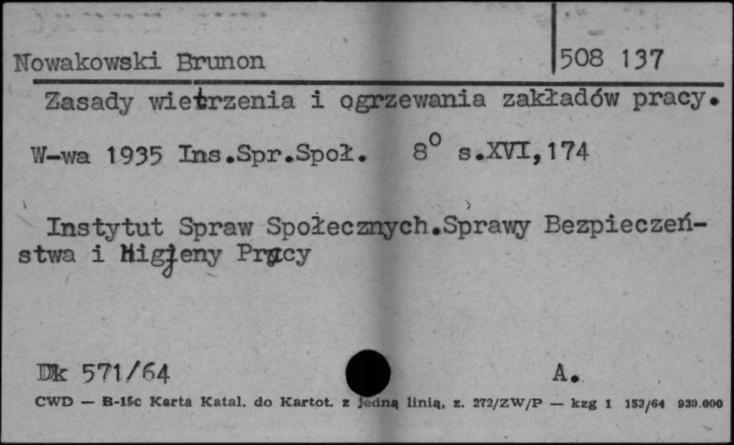 Nowakowski Brunon 508 137
Zasady wietrzenia i ogrzewania zakładów pracy.
W-wa 1935 Ins.Spr.Społ. 8° s.XVI,174
Instytut Spraw Społecznych.Sprawy Bezpieczeń-
stwa i Higjeny Pracy
Dk 571/64 A.
CWD — B-15c Karta Katal. do Kartot. z jedną linią, z. 272/ZW/P — kzg 1 153/64 930.000